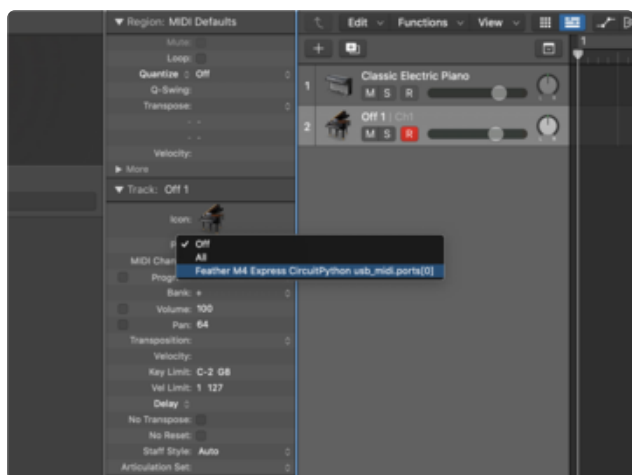 ▼ Region: MIDI Defaults
Mute:
Loop:
Quantize Off
Q-Swing:
Transpose:
Velocity:
▶ More
▼ Track: Off 1
Icon:
P
MIDI Chan
Progr
Bank: +
Volume: 100
Pan: 64
Transposition:
Velocity:
Key Limit: C-2 G8
Vel Limit: 1 127
Delay
No Transpose:
No Reset:
Staff Style: Auto
Articulation Set:
✓ Off
All
Feather M4 Express CircuitPython usb_midi.ports[0]
Edit Functions View
1
1 Classic Electric Piano
M S R
2 Off 1 | Ch1
M S R